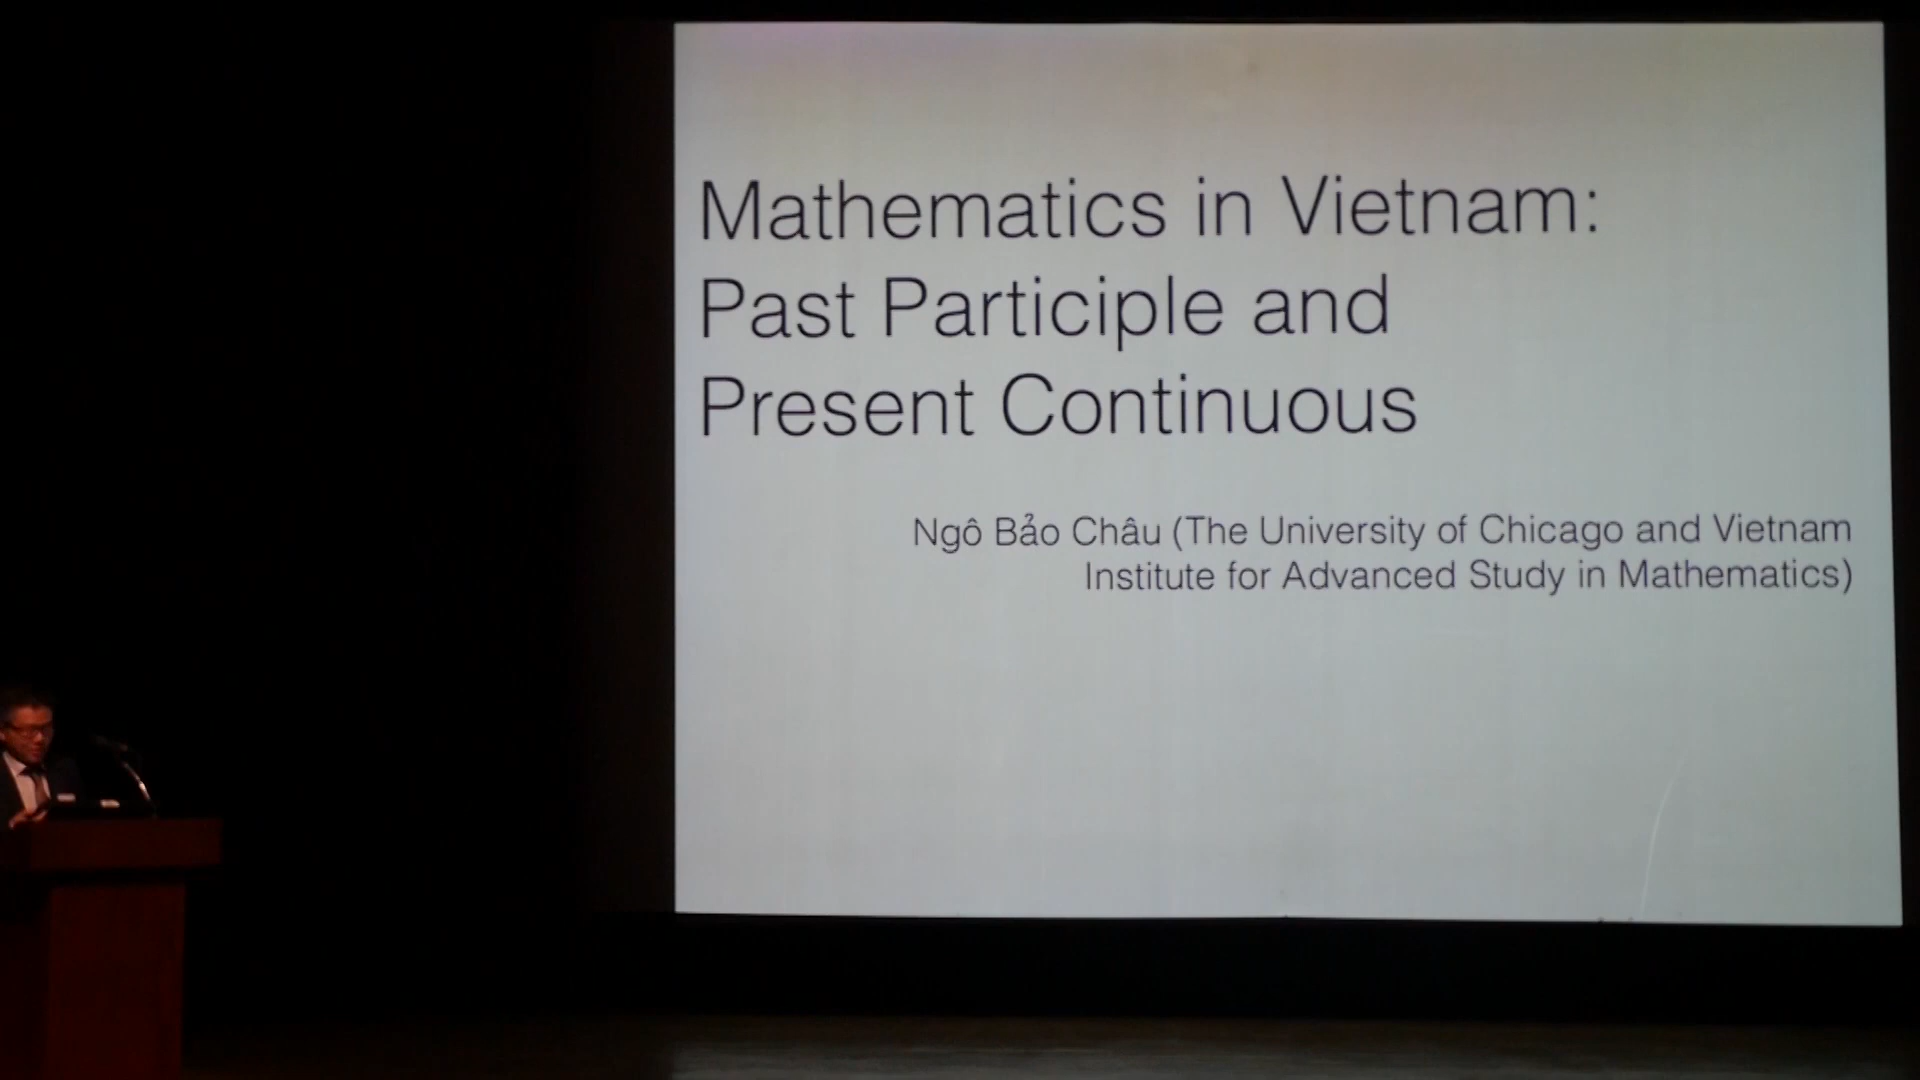 Mathematics in Vietnam:
Past Participle and
Present Continuous
Ngô Bảo Châu (The University of Chicago and Vietnam
Institute for Advanced Study in Mathematics)